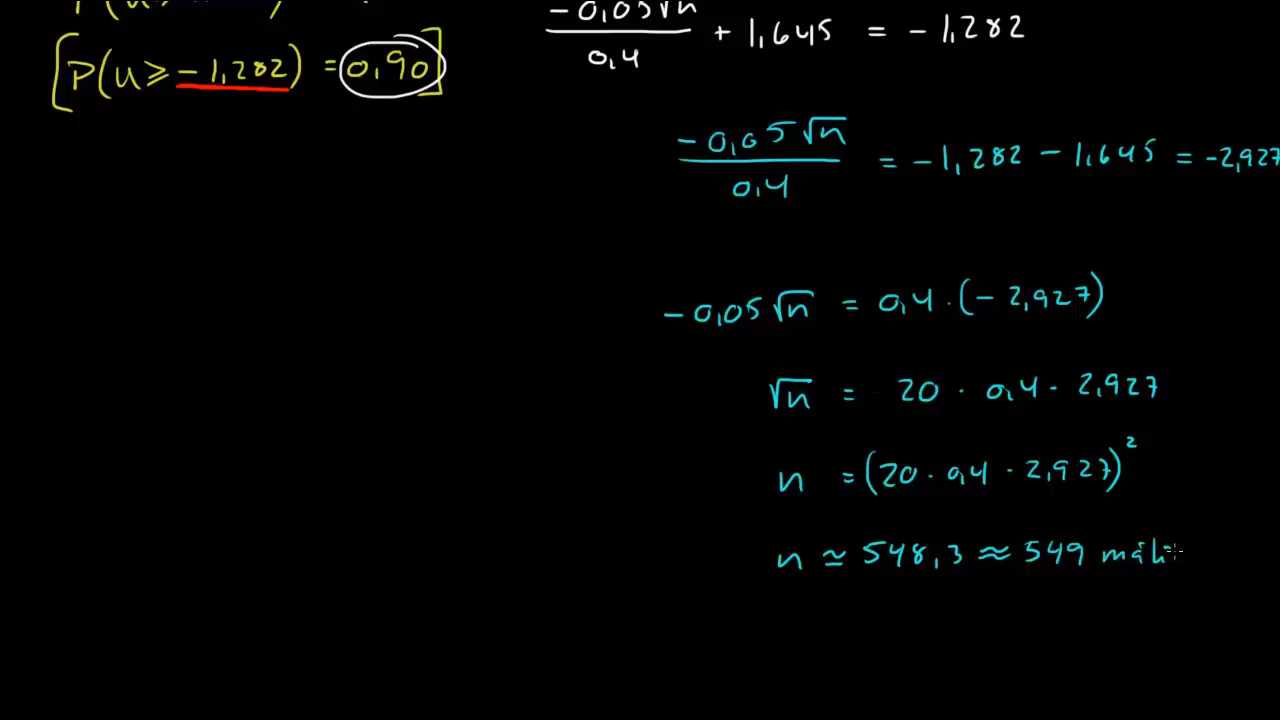 [P(u ≥ -1,282) = 0,90]
-0,05√n / 0,4 + 1,645 = -1,282
-0,05√n / 0,4 = -1,282 - 1,645 = -2,927
-0,05√n = 0,4 · (-2,927)
√n = 20 · 0,4 · 2,927
n = (20 · 0,4 · 2,927)²
n ≃ 548,3 ≈ 549 māli